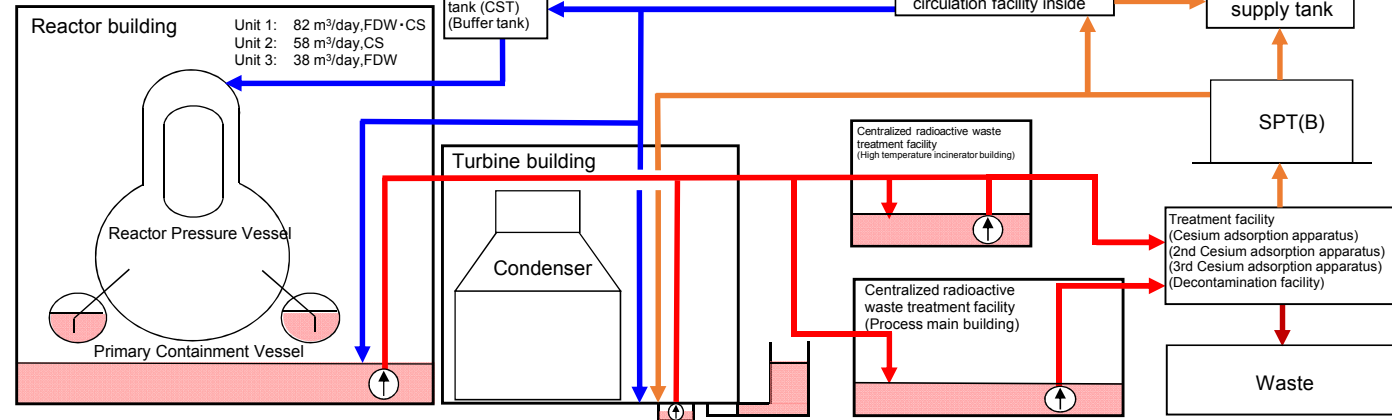 Reactor building
Unit 1: 82 m³/day,FDW・CS
Unit 2: 58 m³/day,CS
Unit 3: 38 m³/day,FDW
tank (CST)
(Buffer tank)
circulation facility inside
supply tank
SPT(B)
Centralized radioactive waste
treatment facility
(High temperature incinerator building)
Turbine building
Reactor Pressure Vessel
Condenser
Treatment facility
(Cesium adsorption apparatus)
(2nd Cesium adsorption apparatus)
(3rd Cesium adsorption apparatus)
(Decontamination facility)
Centralized radioactive
waste treatment facility
(Process main building)
Primary Containment Vessel
Waste